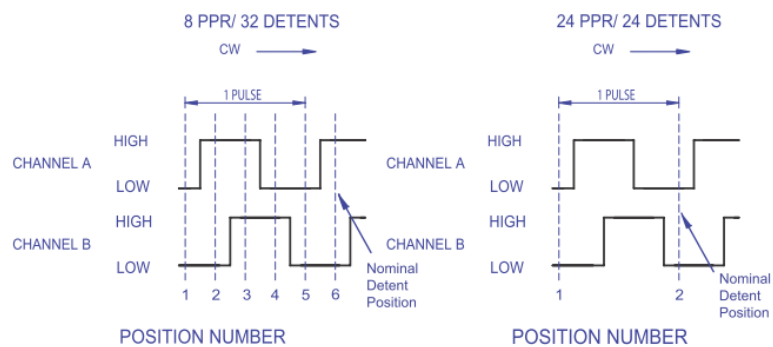 8 PPR/ 32 DETENTS
CW
1 PULSE
CHANNEL A
HIGH
LOW
CHANNEL B
HIGH
LOW
1 2 3 4 5 6
Nominal
Detent
Position
POSITION NUMBER
24 PPR/ 24 DETENTS
CW
1 PULSE
CHANNEL A
HIGH
LOW
CHANNEL B
HIGH
LOW
1 2
Nominal
Detent
Position
POSITION NUMBER